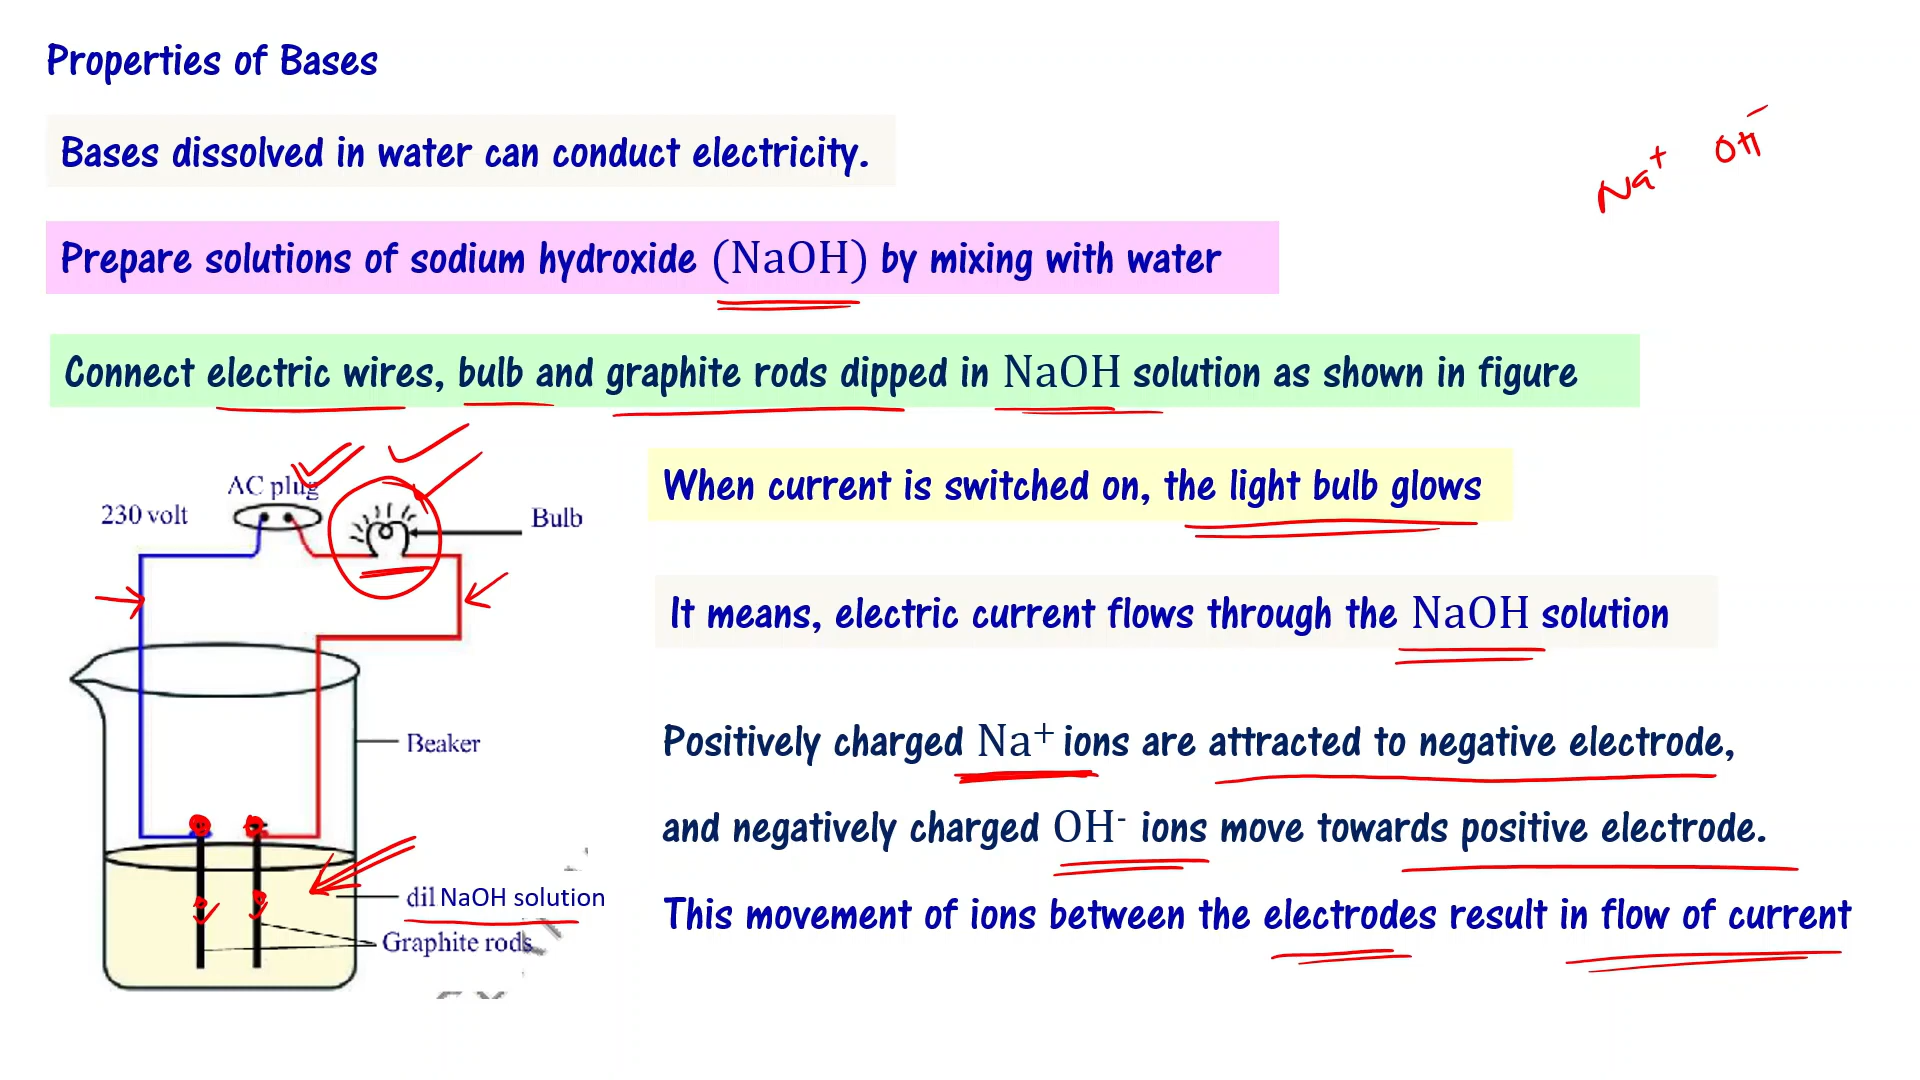 Properties of Bases
Bases dissolved in water can conduct electricity.
Na⁺ OH⁻
Prepare solutions of sodium hydroxide (NaOH) by mixing with water
Connect electric wires, bulb and graphite rods dipped in NaOH solution as shown in figure
AC plug
230 volt
Bulb
When current is switched on, the light bulb glows
It means, electric current flows through the NaOH solution
Beaker
Positively charged Na⁺ ions are attracted to negative electrode,
and negatively charged OH⁻ ions move towards positive electrode.
dil NaOH solution
Graphite rods
This movement of ions between the electrodes result in flow of current